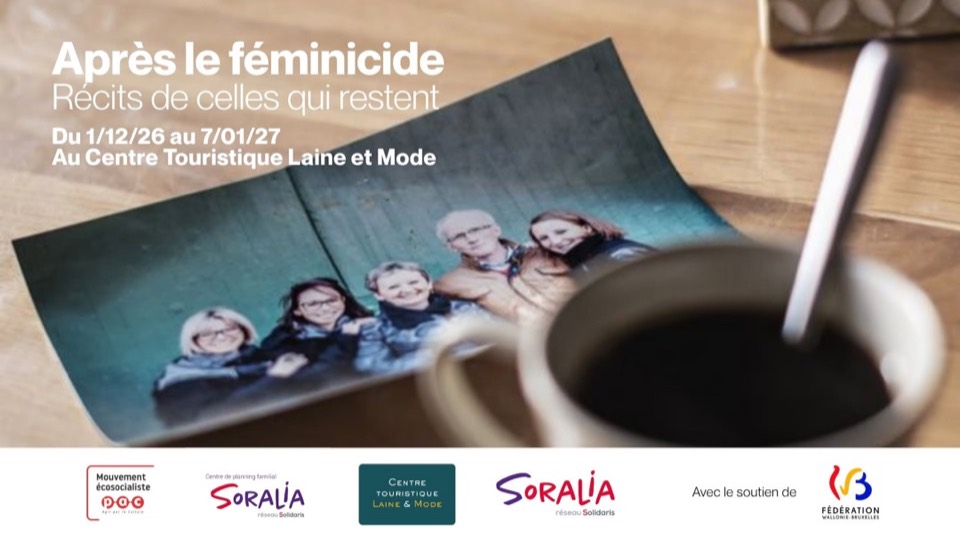 Après le féminicide
Récits de celles qui restent
Du 1/12/26 au 7/01/27
Au Centre Touristique Laine et Mode
Mouvement
écosocialiste
poc
Agir par la Culture
Centre de planning familial
SORALIA
réseau Solidaris
CENTRE
TOURISTIQUE
LAINE & MODE
SORALIA
réseau Solidaris
Avec le soutien de
FÉDÉRATION
WALLONIE-BRUXELLES